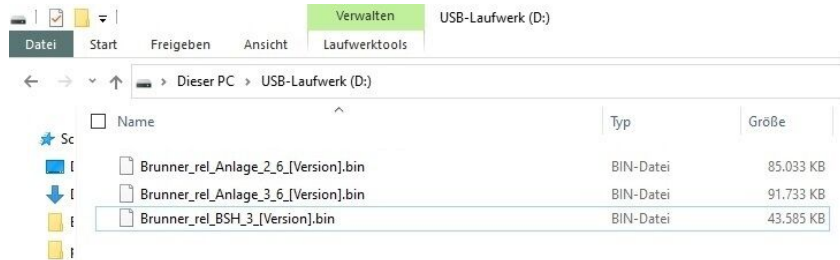 Verwalten USB-Laufwerk (D:)
Datei Start Freigeben Ansicht Laufwerktools
Dieser PC > USB-Laufwerk (D:)
Name Typ Größe
Brunner_rel_Anlage_2_6_[Version].bin BIN-Datei 85.033 KB
Brunner_rel_Anlage_3_6_[Version].bin BIN-Datei 91.733 KB
Brunner_rel_BSH_3_[Version].bin BIN-Datei 43.585 KB